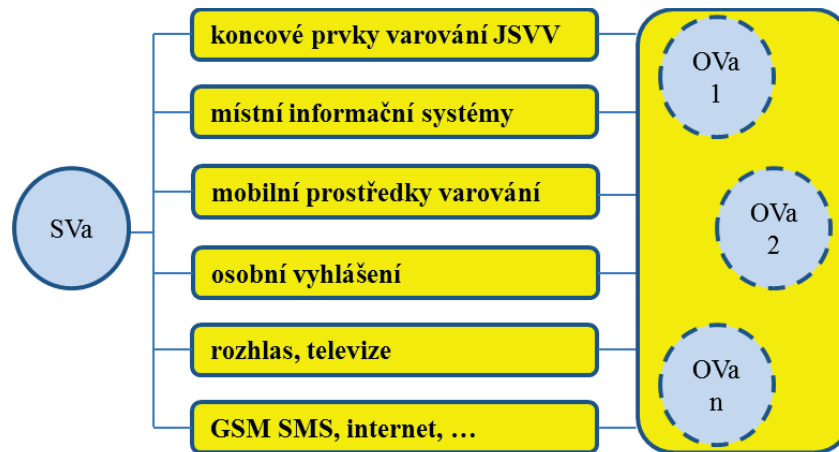 SVa
koncové prvky varování JSVV
místní informační systémy
mobilní prostředky varování
osobní vyhlášení
rozhlas, televize
GSM SMS, internet, …
OVa
1
OVa
2
OVa
n